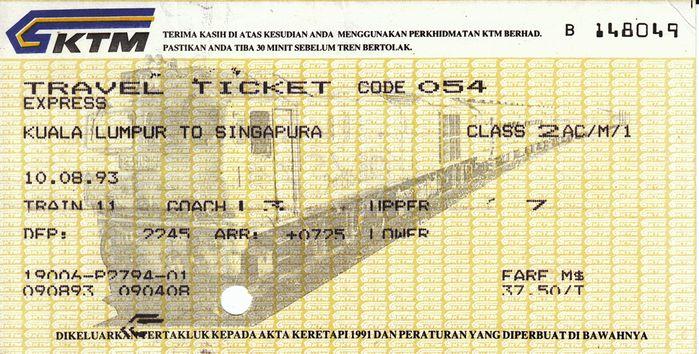 KTM
TERIMA KASIH DI ATAS KESUDIAN ANDA MENGGUNAKAN PERKHIDMATAN KTM BERHAD.
PASTIKAN ANDA TIBA 30 MINIT SEBELUM TREN BERTOLAK.
B 148049
TRAVEL TICKET CODE 054
EXPRESS
KUALA LUMPUR TO SINGAPURA CLASS 2AC/M/1
10.08.93
TRAIN 11 COACH L 3 UPPER 7
DEP: 2245 ARR: +0725 LOWER
19006-P2794-01 FARE M$
090893 090408 37.50/T
DIKELUARKAN TERTAKLUK KEPADA AKTA KERETAPI 1991 DAN PERATURAN YANG DIPERBUAT DI BAWAHNYA